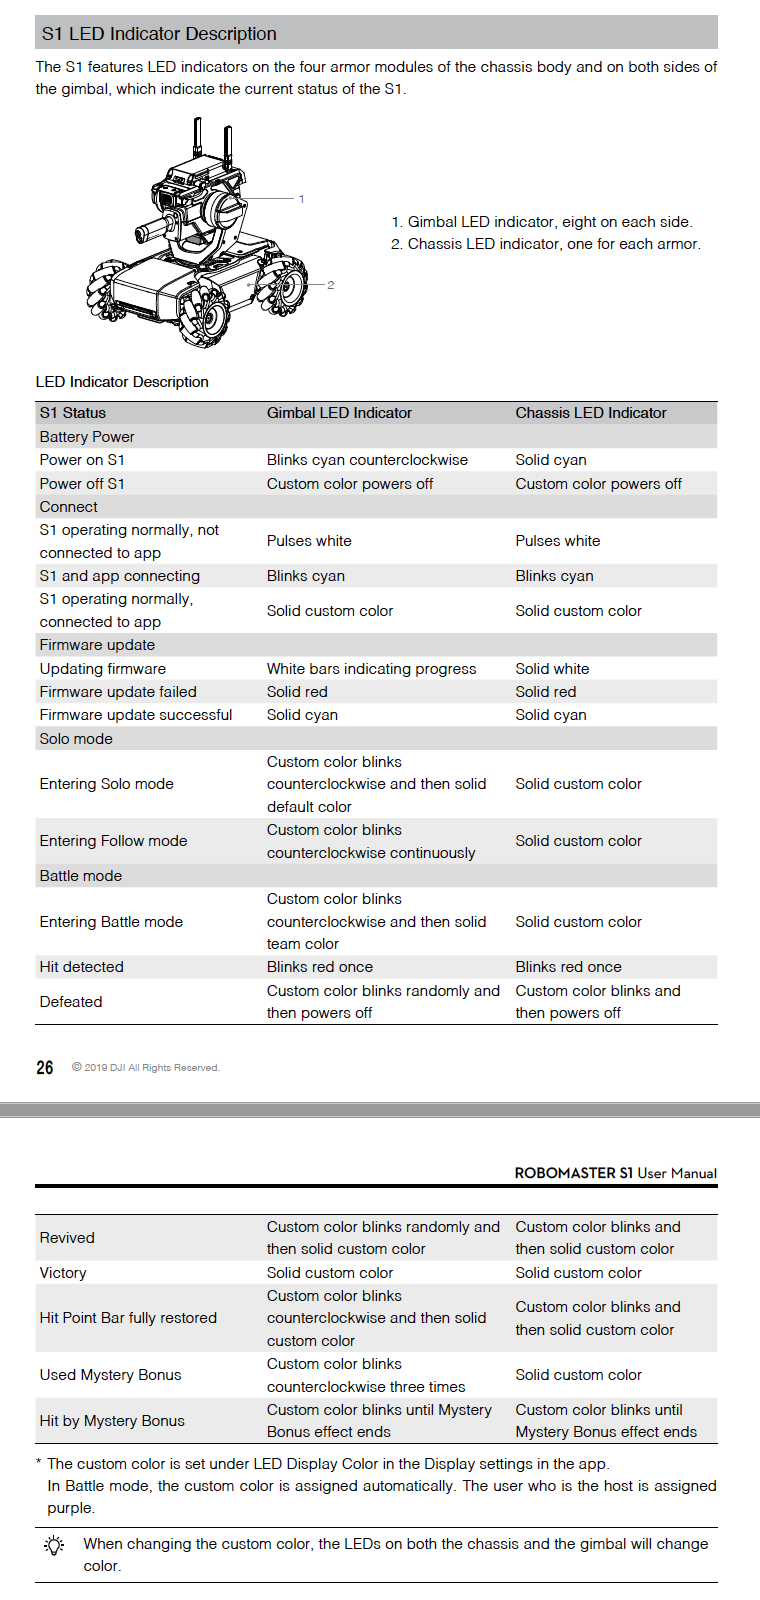 S1 LED Indicator Description
The S1 features LED indicators on the four armor modules of the chassis body and on both sides of
the gimbal, which indicate the current status of the S1.
1
2
1. Gimbal LED indicator, eight on each side.
2. Chassis LED indicator, one for each armor.
LED Indicator Description
S1 Status Gimbal LED Indicator Chassis LED Indicator
Battery Power
Power on S1 Blinks cyan counterclockwise Solid cyan
Power off S1 Custom color powers off Custom color powers off
Connect
S1 operating normally, not
connected to app
Pulses white Pulses white
S1 and app connecting Blinks cyan Blinks cyan
S1 operating normally,
connected to app
Solid custom color Solid custom color
Firmware update
Updating firmware White bars indicating progress Solid white
Firmware update failed Solid red Solid red
Firmware update successful Solid cyan Solid cyan
Solo mode
Entering Solo mode
Custom color blinks
counterclockwise and then solid
default color
Solid custom color
Entering Follow mode
Custom color blinks
counterclockwise continuously
Solid custom color
Battle mode
Entering Battle mode
Custom color blinks
counterclockwise and then solid
team color
Solid custom color
Hit detected Blinks red once Blinks red once
Defeated
Custom color blinks randomly and
then powers off
Custom color blinks and
then powers off
26 © 2019 DJI All Rights Reserved.
ROBOMASTER S1 User Manual
Revived
Custom color blinks randomly and
then solid custom color
Custom color blinks and
then solid custom color
Victory Solid custom color Solid custom color
Hit Point Bar fully restored
Custom color blinks
counterclockwise and then solid
custom color
Custom color blinks and
then solid custom color
Used Mystery Bonus
Custom color blinks
counterclockwise three times
Solid custom color
Hit by Mystery Bonus
Custom color blinks until Mystery
Bonus effect ends
Custom color blinks until
Mystery Bonus effect ends
* The custom color is set under LED Display Color in the Display settings in the app.
In Battle mode, the custom color is assigned automatically. The user who is the host is assigned
purple.
When changing the custom color, the LEDs on both the chassis and the gimbal will change
color.